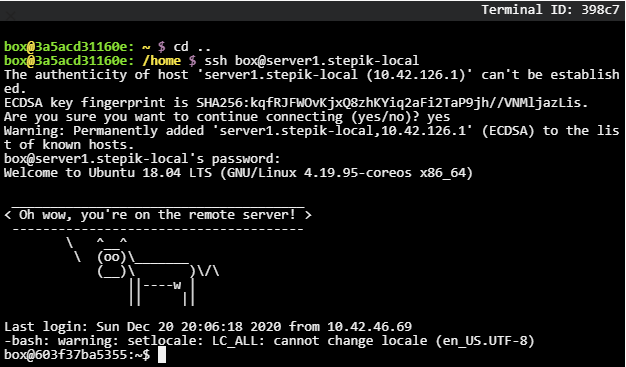 Terminal ID: 398c7
box@3a5acd31160e: ~ $ cd ..
box@3a5acd31160e: /home $ ssh box@server1.stepik-local
The authenticity of host 'server1.stepik-local (10.42.126.1)' can't be establish
ed.
ECDSA key fingerprint is SHA256:kqfRJFWOvKjxQ8zhKYiq2aFi2TaP9jh//VNMljazLis.
Are you sure you want to continue connecting (yes/no)? yes
Warning: Permanently added 'server1.stepik-local,10.42.126.1' (ECDSA) to the lis
t of known hosts.
box@server1.stepik-local's password:
Welcome to Ubuntu 18.04 LTS (GNU/Linux 4.19.95-coreos x86_64)
 _____________________________________
< Oh wow, you're on the remote server! >
 --------------------------------------
        \   ^__^
         \  (oo)\_______
            (__)\       )\/\
                ||----w |
                ||     ||
Last login: Sun Dec 20 20:06:18 2020 from 10.42.46.69
-bash: warning: setlocale: LC_ALL: cannot change locale (en_US.UTF-8)
box@603f37ba5355:~$